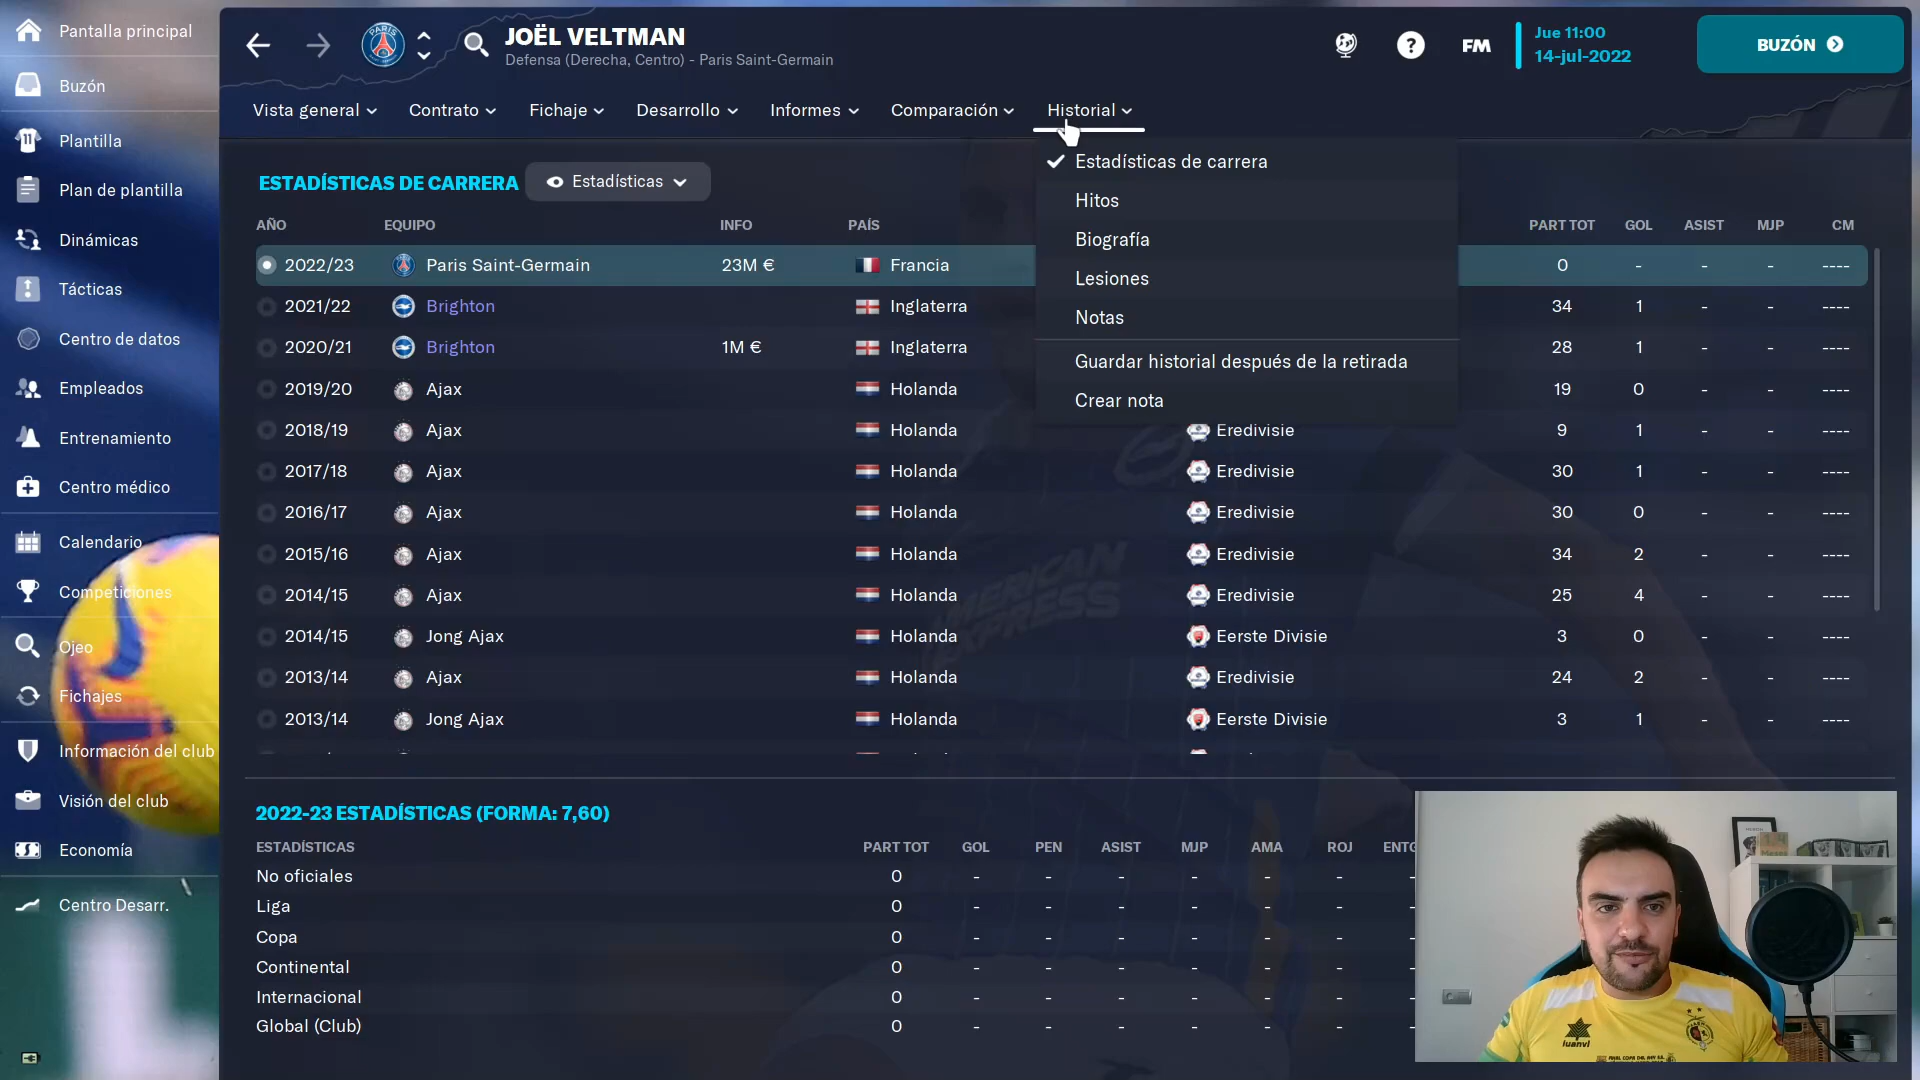 Pantalla principal
Buzón
Plantilla
Plan de plantilla
Dinámicas
Tácticas
Centro de datos
Empleados
Entrenamiento
Centro médico
Calendario
Competiciones
Ojeo
Fichajes
Información del club
Visión del club
Economía
Centro Desarr.
JOËL VELTMAN
Defensa (Derecha, Centro) - Paris Saint-Germain
FM
Jue 11:00
14-jul-2022
BUZÓN
Vista general Contrato Fichaje Desarrollo Informes Comparación Historial
Estadísticas de carrera
Hitos
Biografía
Lesiones
Notas
Guardar historial después de la retirada
Crear nota
ESTADÍSTICAS DE CARRERA Estadísticas
AÑO EQUIPO INFO PAÍS PART TOT GOL ASIST MJP CM
2022/23 Paris Saint-Germain 23M € Francia 0 - - - ----
2021/22 Brighton Inglaterra 34 1 - - ----
2020/21 Brighton 1M € Inglaterra 28 1 - - ----
2019/20 Ajax Holanda 19 0 - - ----
2018/19 Ajax Holanda Eredivisie 9 1 - - ----
2017/18 Ajax Holanda Eredivisie 30 1 - - ----
2016/17 Ajax Holanda Eredivisie 30 0 - - ----
2015/16 Ajax Holanda Eredivisie 34 2 - - ----
2014/15 Ajax Holanda Eredivisie 25 4 - - ----
2014/15 Jong Ajax Holanda Eerste Divisie 3 0 - - ----
2013/14 Ajax Holanda Eredivisie 24 2 - - ----
2013/14 Jong Ajax Holanda Eerste Divisie 3 1 - - ----
AMERICAN
EXPRESS
2022-23 ESTADÍSTICAS (FORMA: 7,60)
ESTADÍSTICAS PART TOT GOL PEN ASIST MJP AMA ROJ
No oficiales 0 - - - - - - -
Liga 0 - - - - - - -
Copa 0 - - - - - - -
Continental 0 - - - - - - -
Internacional 0 - - - - - - -
Global (Club) 0 - - - - - - -
luanvi